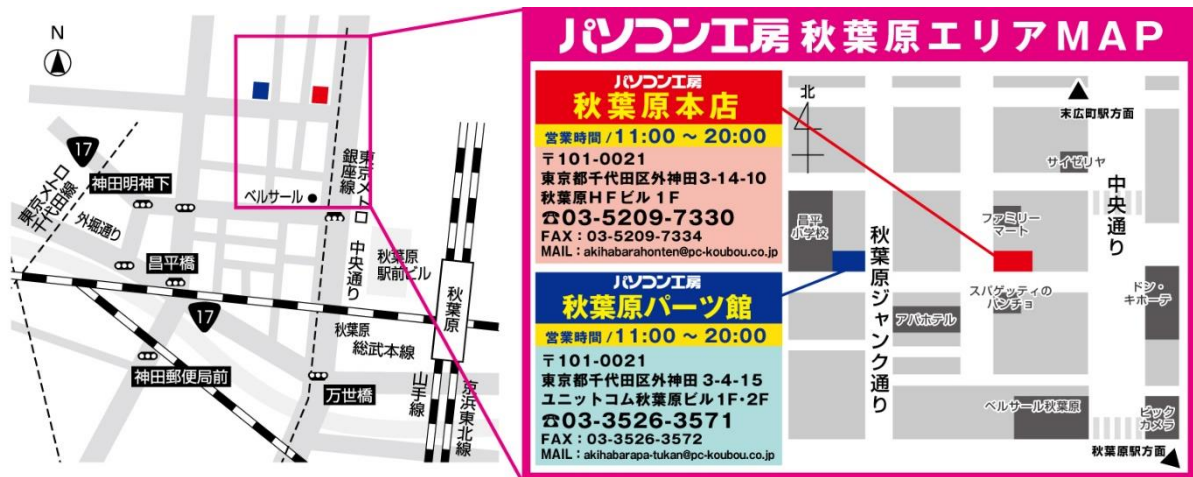 N
17
神田明神下
東京メトロ
千代田線
外堀通り
昌平橋
17
神田郵便局前
ベルサール
東京メトロ
銀座線
中央通り
秋葉原
駅前ビル
秋葉原
秋葉原
総武本線
万世橋
山手線
京浜東北線
パソコン工房 秋葉原エリアMAP
パソコン工房
秋葉原本店
営業時間/11:00 ~ 20:00
〒101-0021
東京都千代田区外神田3-14-10
秋葉原HFビル 1F
☎03-5209-7330
FAX:03-5209-7334
MAIL:akihabarahonten@pc-koubou.co.jp
パソコン工房
秋葉原パーツ館
営業時間/11:00 ~ 20:00
〒101-0021
東京都千代田区外神田 3-4-15
ユニットコム秋葉原ビル1F・2F
☎03-3526-3571
FAX:03-3526-3572
MAIL:akihabarapa-tukan@pc-koubou.co.jp
北
末広町駅方面
サイゼリヤ
中央通り
昌平
小学校
ファミリー
マート
秋葉原ジャンク通り
スパゲッティの
パンチョ
ドン・
キホーテ
アパホテル
ベルサール秋葉原
ビック
カメラ
秋葉原駅方面